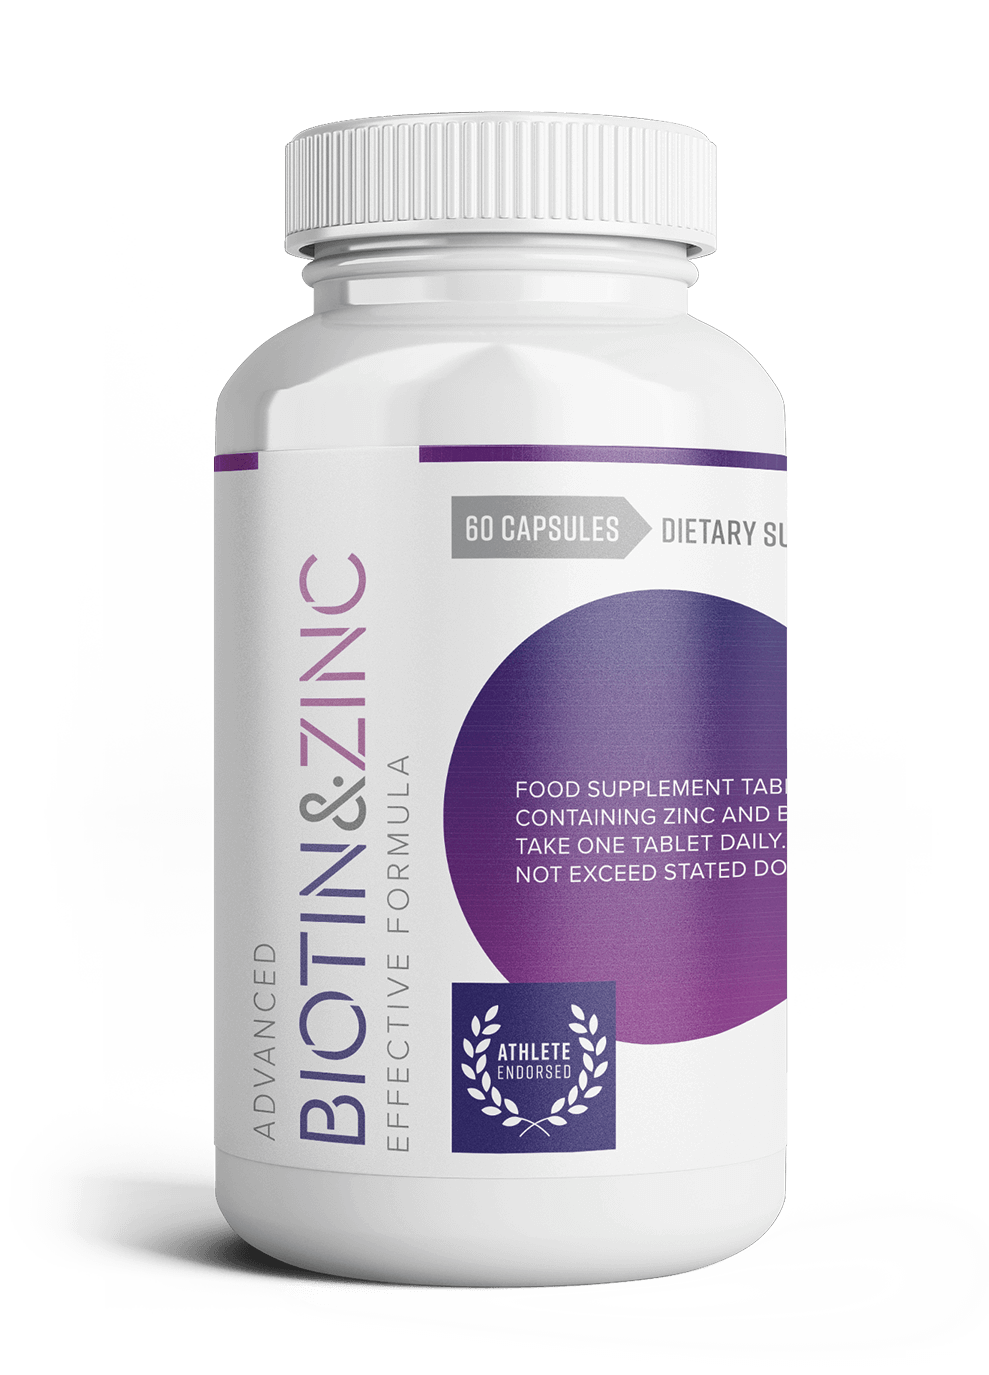 60 CAPSULES
DIETARY SU
ADVANCED
BIOTIN&ZINC
EFFECTIVE FORMULA
FOOD SUPPLEMENT TABL
CONTAINING ZINC AND B
TAKE ONE TABLET DAILY.
NOT EXCEED STATED DO
ATHLETE
ENDORSED